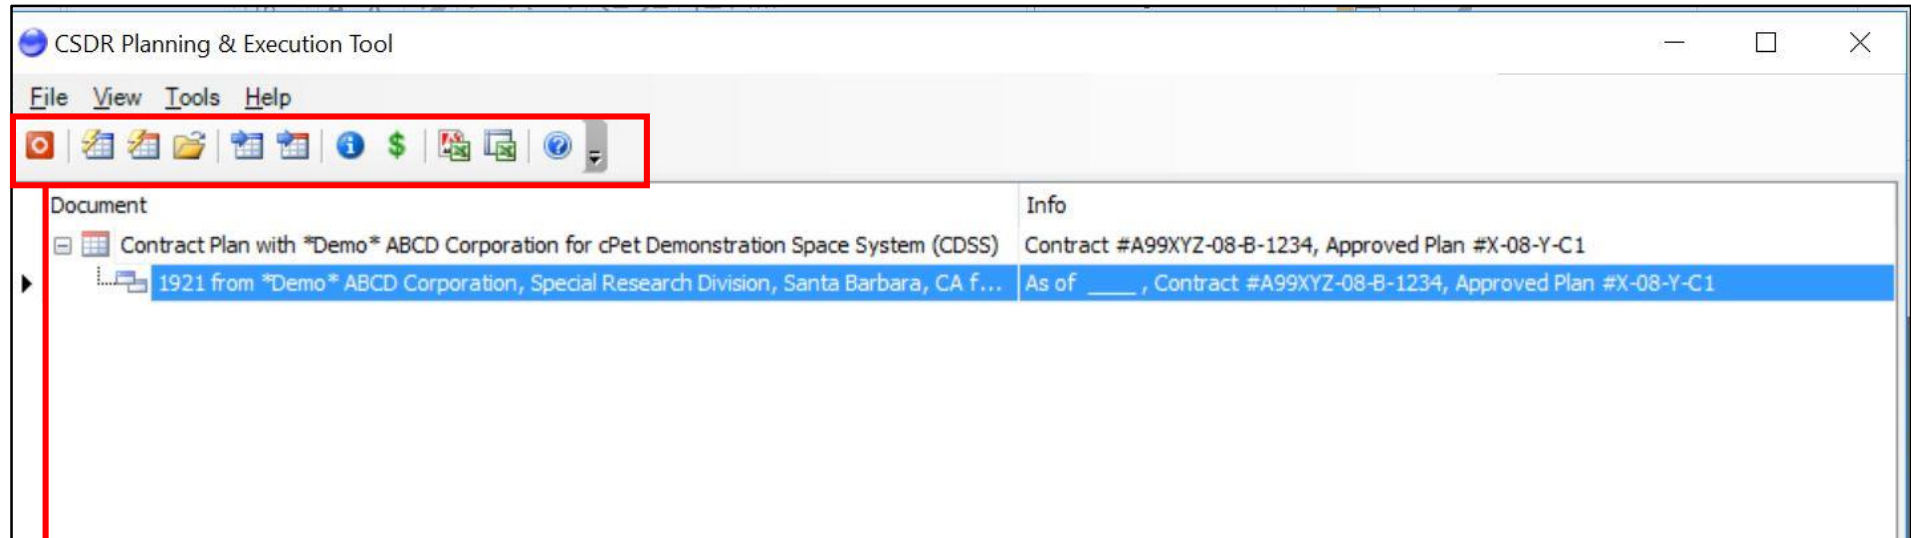 CSDR Planning & Execution Tool
File View Tools Help
Document Info
Contract Plan with *Demo* ABCD Corporation for cPet Demonstration Space System (CDSS) Contract #A99XYZ-08-B-1234, Approved Plan #X-08-Y-C1
1921 from *Demo* ABCD Corporation, Special Research Division, Santa Barbara, CA f... As of ____ , Contract #A99XYZ-08-B-1234, Approved Plan #X-08-Y-C1